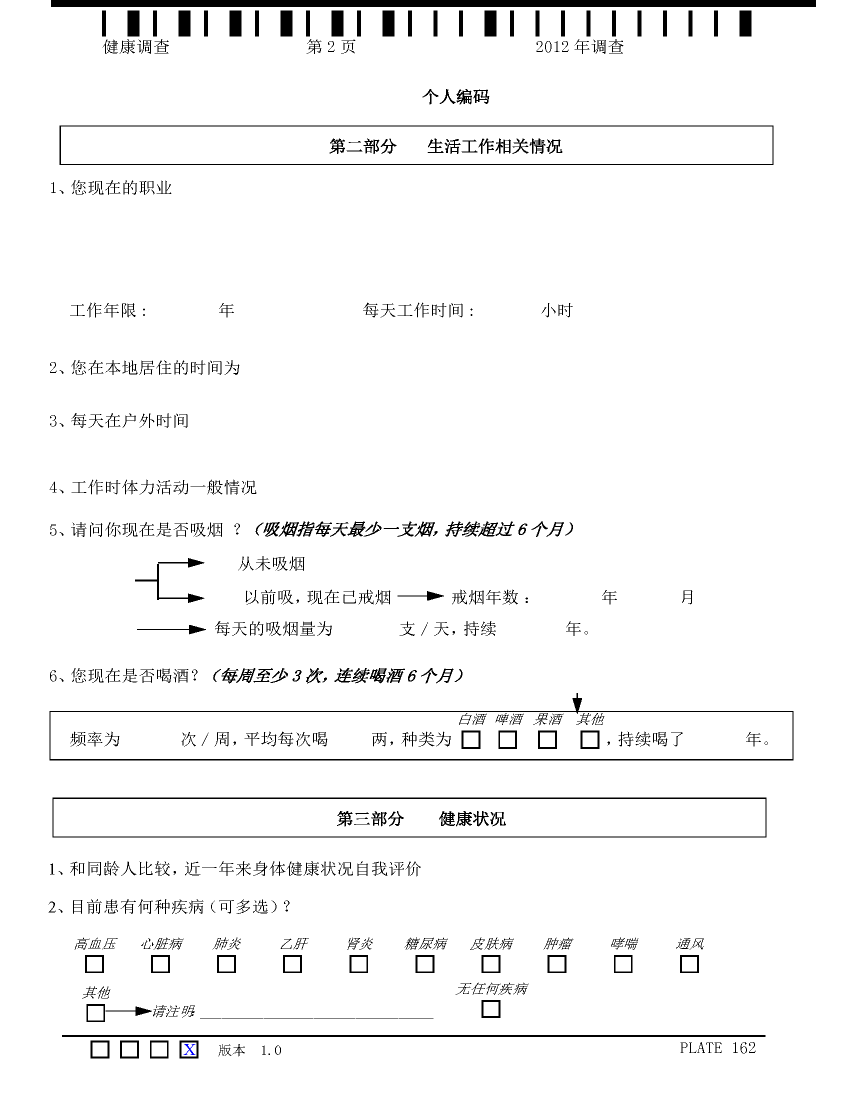 健康调查 第 2 页 2012 年调查
个人编码
第二部分 生活工作相关情况
1、您现在的职业
工作年限： 年 每天工作时间： 小时
2、您在本地居住的时间为
3、每天在户外时间
4、工作时体力活动一般情况
5、请问你现在是否吸烟 ？（吸烟指每天最少一支烟，持续超过 6 个月）
从未吸烟
以前吸，现在已戒烟 戒烟年数： 年 月
每天的吸烟量为 支／天，持续 年。
6、您现在是否喝酒？（每周至少 3 次，连续喝酒 6 个月）
白酒 啤酒 果酒 其他
频率为 次／周，平均每次喝 两，种类为 ，持续喝了 年。
第三部分 健康状况
1、和同龄人比较，近一年来身体健康状况自我评价
2、目前患有何种疾病（可多选）？
高血压 心脏病 肺炎 乙肝 肾炎 糖尿病 皮肤病 肿瘤 哮喘 通风
其他 无任何疾病
请注明: ____________________________
X 版本 1.0 PLATE 162